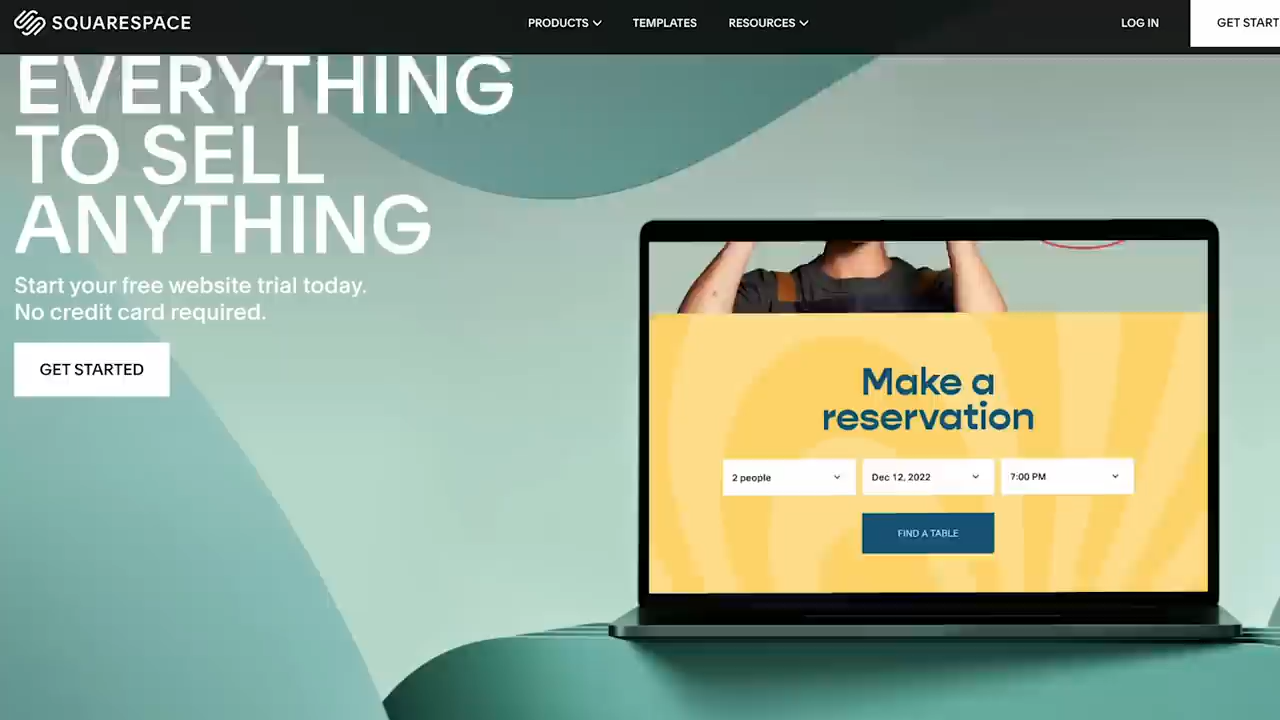 SQUARESPACE
PRODUCTS
TEMPLATES
RESOURCES
LOG IN
GET START
EVERYTHING
TO SELL
ANYTHING
Start your free website trial today.
No credit card required.
GET STARTED
Make a
reservation
2 people
Dec 12, 2022
7:00 PM
FIND A TABLE